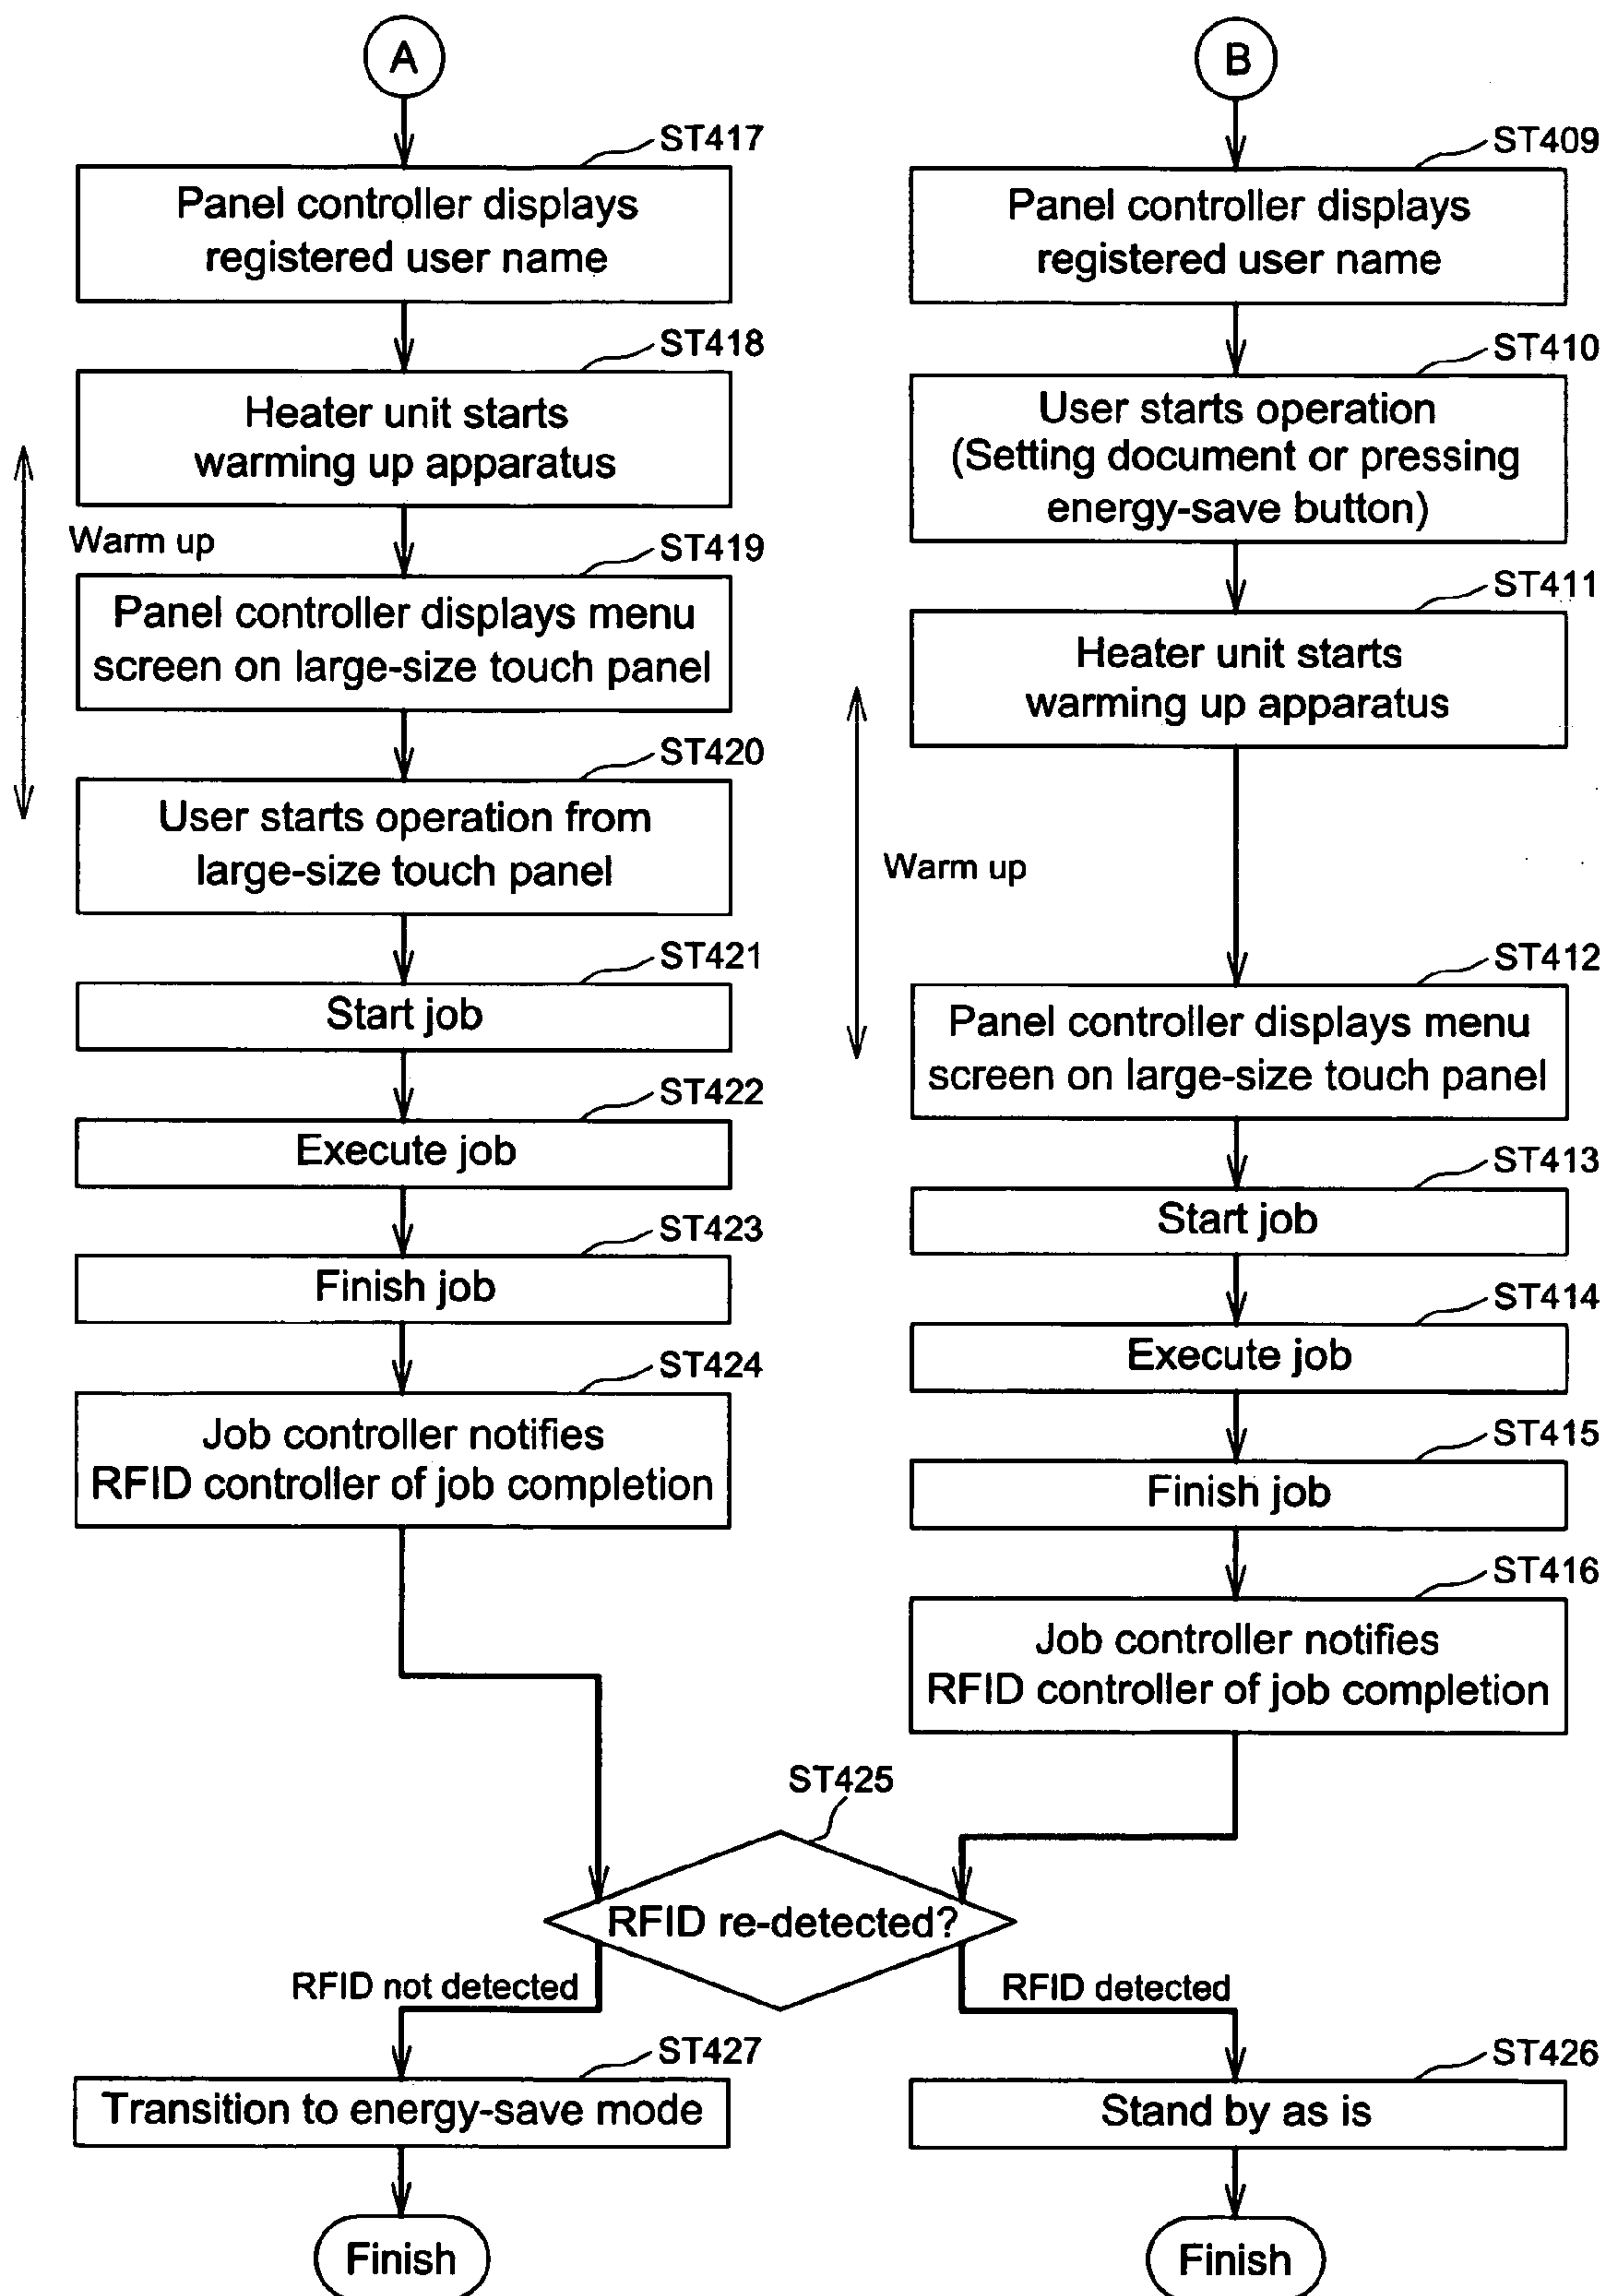 A
ST417
Panel controller displays
registered user name
ST418
Heater unit starts
warming up apparatus
Warm up
ST419
Panel controller displays menu
screen on large-size touch panel
ST420
User starts operation from
large-size touch panel
ST421
Start job
ST422
Execute job
ST423
Finish job
ST424
Job controller notifies
RFID controller of job completion
B
ST409
Panel controller displays
registered user name
ST410
User starts operation
(Setting document or pressing
energy-save button)
ST411
Heater unit starts
warming up apparatus
Warm up
ST412
Panel controller displays menu
screen on large-size touch panel
ST413
Start job
ST414
Execute job
ST415
Finish job
ST416
Job controller notifies
RFID controller of job completion
ST425
RFID re-detected?
RFID not detected
RFID detected
ST427
Transition to energy-save mode
Finish
ST426
Stand by as is
Finish